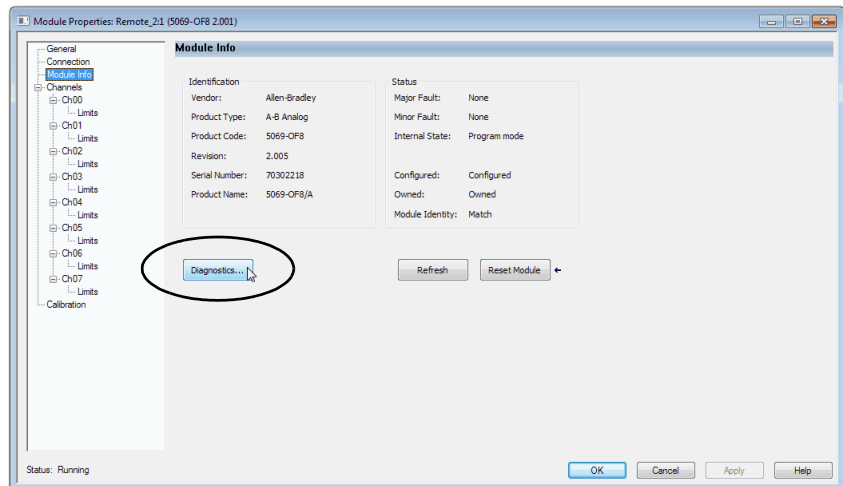 Module Properties: Remote_2:1 (5069-OF8 2.001)
General
Connection
Module Info
Channels
Ch00
Limits
Ch01
Limits
Ch02
Limits
Ch03
Limits
Ch04
Limits
Ch05
Limits
Ch06
Limits
Ch07
Limits
Calibration
Module Info
Identification
Vendor: Allen-Bradley
Product Type: A-B Analog
Product Code: 5069-OF8
Revision: 2.005
Serial Number: 70302218
Product Name: 5069-OF8/A
Status
Major Fault: None
Minor Fault: None
Internal State: Program mode
Configured: Configured
Owned: Owned
Module Identity: Match
Diagnostics...
Refresh
Reset Module
Status: Running
OK
Cancel
Apply
Help